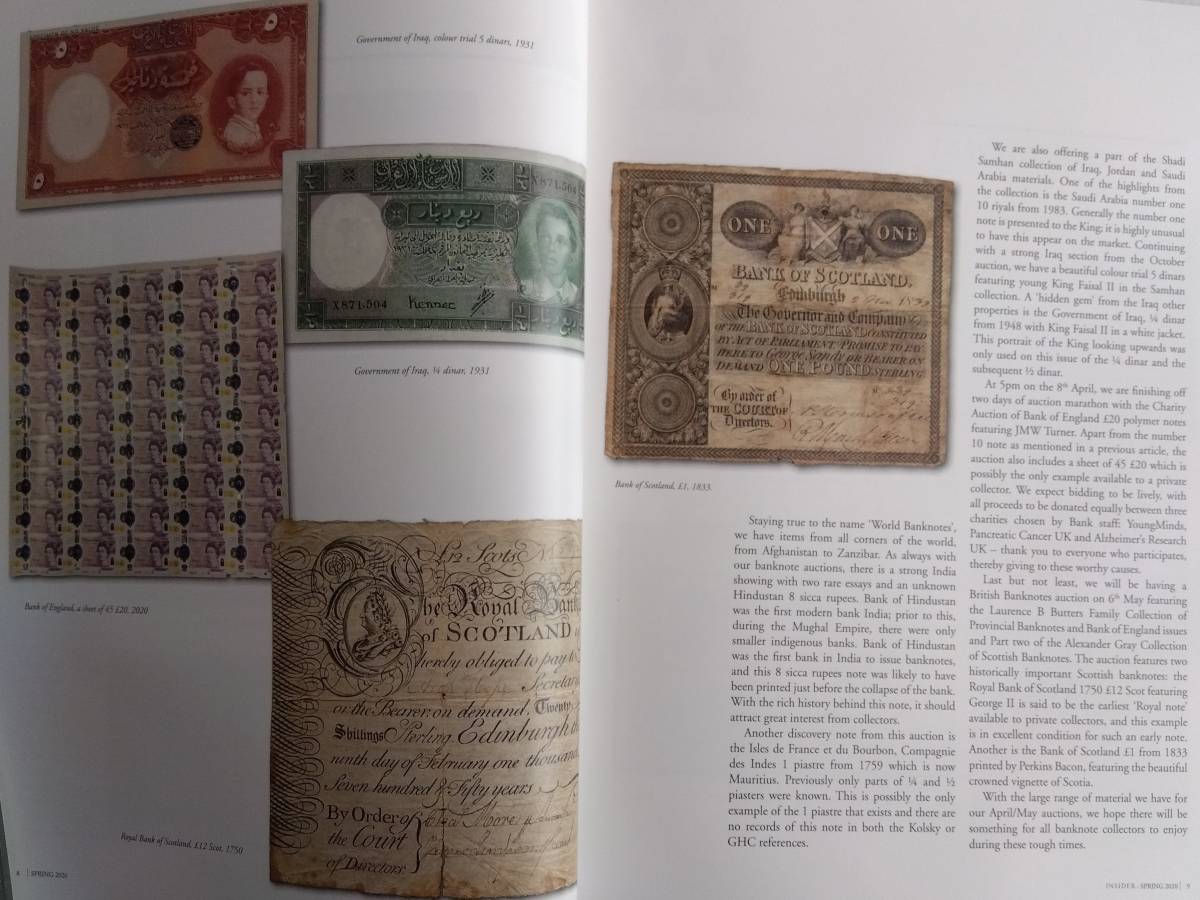 Government of Iraq, colour trial 5 dinars, 1931
X871,504
X871,504
Kennet
Government of Iraq, ¼ dinar, 1931
Bank of England, a sheet of 45 £20, 2020
£12 Scots
The Royal Bank
of SCOTLAND
hereby obliged to pay to
Secretary
or the Bearer on demand, Twenty
Shillings Sterling Edinburgh the
ninth day of February one thousand
Seven hundred & Fifty years
By Order of
the Court
of Directors
Royal Bank of Scotland, £12 Scot, 1750
8 | SPRING 2020
ONE ONE
BANK OF SCOTLAND.
Edinburgh
The Governor and Company
OF THE BANK OF SCOTLAND CONSTITUTED
BY ACT OF PARLIAMENT PROMISE TO PAY
HERE TO George Sandy OR BEARER ON
DEMAND ONE POUND STERLING
By order of
THE COURT OF
Directors.
Bank of Scotland, £1, 1833.
Staying true to the name ‘World Banknotes’,
we have items from all corners of the world,
from Afghanistan to Zanzibar. As always with
our banknote auctions, there is a strong India
showing with two rare essays and an unknown
Hindustan 8 sicca rupees. Bank of Hindustan
was the first modern bank India; prior to this,
during the Mughal Empire, there were only
smaller indigenous banks. Bank of Hindustan
was the first bank in India to issue banknotes,
and this 8 sicca rupees note was likely to have
been printed just before the collapse of the bank.
With the rich history behind this note, it should
attract great interest from collectors.
Another discovery note from this auction is
the Isles de France et du Bourbon, Compagnie
des Indes 1 piastre from 1759 which is now
Mauritius. Previously only parts of ¼ and ½
piasters were known. This is possibly the only
example of the 1 piastre that exists and there are
no records of this note in both the Kolsky or
GHC references.
We are also offering a part of the Shadi
Samhan collection of Iraq, Jordan and Saudi
Arabia materials. One of the highlights from
the collection is the Saudi Arabia number one
10 riyals from 1983. Generally the number one
note is presented to the King; it is highly unusual
to have this appear on the market. Continuing
with a strong Iraq section from the October
auction, we have a beautiful colour trial 5 dinars
featuring young King Faisal II in the Samhan
collection. A ‘hidden gem’ from the Iraq other
properties is the Government of Iraq, ¼ dinar
from 1948 with King Faisal II in a white jacket.
This portrait of the King looking upwards was
only used on this issue of the ¼ dinar and the
subsequent ½ dinar.
At 5pm on the 8th April, we are finishing off
two days of auction marathon with the Charity
Auction of Bank of England £20 polymer notes
featuring JMW Turner. Apart from the number
10 note as mentioned in a previous article, the
auction also includes a sheet of 45 £20 which is
possibly the only example available to a private
collector. We expect bidding to be lively, with
all proceeds to be donated equally between three
charities chosen by Bank staff: YoungMinds,
Pancreatic Cancer UK and Alzheimer’s Research
UK – thank you to everyone who participates,
thereby giving to these worthy causes.
Last but not least, we will be having a
British Banknotes auction on 6th May featuring
the Laurence B Butters Family Collection of
Provincial Banknotes and Bank of England issues
and Part two of the Alexander Gray Collection
of Scottish Banknotes. The auction features two
historically important Scottish banknotes: the
Royal Bank of Scotland 1750 £12 Scot featuring
George II is said to be the earliest ‘Royal note’
available to private collectors, and this example
is in excellent condition for such an early note.
Another is the Bank of Scotland £1 from 1833
printed by Perkins Bacon, featuring the beautiful
crowned vignette of Scotia.
With the large range of material we have for
our April/May auctions, we hope there will be
something for all banknote collectors to enjoy
during these tough times.
INSIDER - SPRING 2020 | 9